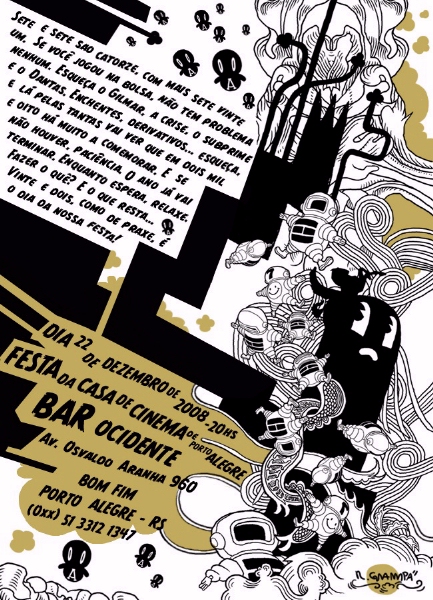 Sete e sete são catorze, com mais sete vinte e
um. Se você jogou na bolsa, não tem problema
nenhum. Esqueça o Gilmar, a crise, o subprime
e o Dantas. Enchentes, derivativos... esqueça.
E lá pelas tantas vai ver que em dois mil
e oito há muito a comemorar. E se
não houver, paciência. O ano já vai
terminar. Enquanto espera, relaxe.
Fazer o quê? É o que resta...
Vinte e dois, como de praxe, é
o dia da nossa festa!
DIA 22 DE DEZEMBRO DE 2008 - 20HS
FESTA DA CASA DE CINEMA DE PORTO ALEGRE
BAR OCIDENTE
Av. Osvaldo Aranha 960
BOM FIM
PORTO ALEGRE - RS
(0xx) 51 3312 1347
R. GRAMPÁ